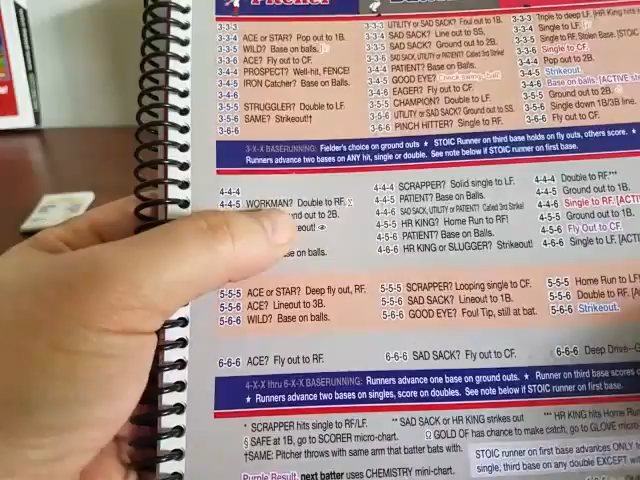 Pitcher
3-3-3
3-3-4 ACE or STAR? Pop out to 1B.
3-3-5 WILD? Base on balls.
3-3-6 ACE? Fly out to CF.
3-4-4 PROSPECT? Well-hit, FENCE!
3-4-5 IRON Catcher? Base on Balls.
3-4-6
3-5-5 STRUGGLER? Double to LF.
3-5-6 SAME? Strikeout!†
3-6-6
3-3-3 UTILITY or SAD SACK? Foul out to 1B.
3-3-4 SAD SACK? Line out to SS.
3-3-5 SAD SACK? Ground out to 2B.
3-3-6 SAD SACK, UTILITY or PATIENT? Called 3rd Strike!
3-4-4 PATIENT? Base on Balls.
3-4-5 GOOD EYE? Check swing--ball!
3-4-6 EAGER? Fly out to CF.
3-5-5 CHAMPION? Double to LF.
3-5-6 UTILITY or SAD SACK? Ground out to SS.
3-6-6 PINCH HITTER? Single to RF.
3-3-3 Triple to deep LF. [HR King hits
3-3-4 Single to LF.
3-3-5 Single to RF, Stolen Base. [STOIC
3-3-6 Single to CF.
3-4-4 Pop out to 2B.
3-4-5 Strikeout.
3-4-6 Base on balls. [ACTIVE
3-5-5 Ground out to 2B.
3-5-6 Single down 1B/3B line.
3-6-6 Fly out to CF.
3-X-X BASERUNNING: Fielder's choice on ground outs ★ STOIC Runner on third base holds on fly outs, others score. ★
Runners advance two bases on ANY hit, single or double. See note below if STOIC runner on first base.
4-4-4
4-4-5 WORKMAN? Double to RF.
nd out to 2B.
eout!
se on balls.
4-4-4 SCRAPPER? Solid single to LF.
4-4-5 PATIENT? Base on Balls.
4-4-6 SAD SACK, UTILITY or PATIENT? Called 3rd Strike!
4-5-5 HR KING? Home Run to RF!
4-5-6 PATIENT? Base on Balls.
4-6-6 HR KING or SLUGGER? Strikeout!
4-4-4 Double to RF.***
4-4-5 Ground out to 1B.
4-4-6 Single to RF. [ACTI
4-5-5 Ground out to 1B.
4-5-6 Fly Out to CF.
4-6-6 Single to LF. [ACTIV
5-5-5 ACE or STAR? Deep fly out, RF.
5-5-6 ACE? Lineout to 3B.
5-6-6 WILD? Base on balls.
5-5-5 SCRAPPER? Looping single to CF.
5-5-6 SAD SACK? Lineout to 1B.
5-6-6 GOOD EYE? Foul Tip, still at bat.
5-5-5 Home Run to LF!
5-5-6 Double to RF. [A
5-6-6 Strikeout.
6-6-6 ACE? Fly out to RF.
6-6-6 SAD SACK? Fly out to CF.
6-6-6 Deep Drive--G
4-X-X thru 6-X-X BASERUNNING: Runners advance one base on ground outs. ★ Runner on third base scores o
★ Runners advance two bases on singles, score on doubles. See note below if STOIC runner on first base.
* SCRAPPER hits single to RF/LF.
** SAD SACK or HR KING strikes out
*** HR KING hits Home Run
§ SAFE at 1B, go to SCORER micro-chart.
Ω GOLD OF has chance to make catch, go to GLOVE micro-
†SAME: Pitcher throws with same arm that batter bats with.
Purple Result, next batter uses CHEMISTRY mini-chart.
STOIC runner on first base advances ONLY to
single, third base on any double EXCEPT wi